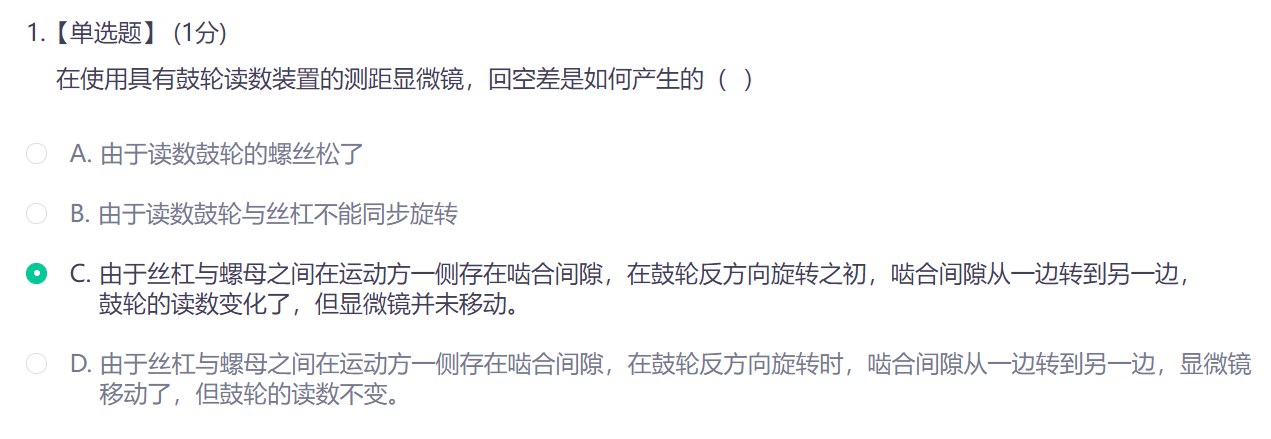 1.【单选题】 (1分)
在使用具有鼓轮读数装置的测距显微镜，回空差是如何产生的（ ）
A. 由于读数鼓轮的螺丝松了
B. 由于读数鼓轮与丝杠不能同步旋转
C. 由于丝杠与螺母之间在运动方一侧存在啮合间隙，在鼓轮反方向旋转之初，啮合间隙从一边转到另一边，
鼓轮的读数变化了，但显微镜并未移动。
D. 由于丝杠与螺母之间在运动方一侧存在啮合间隙，在鼓轮反方向旋转时，啮合间隙从一边转到另一边，显微镜
移动了，但鼓轮的读数不变。